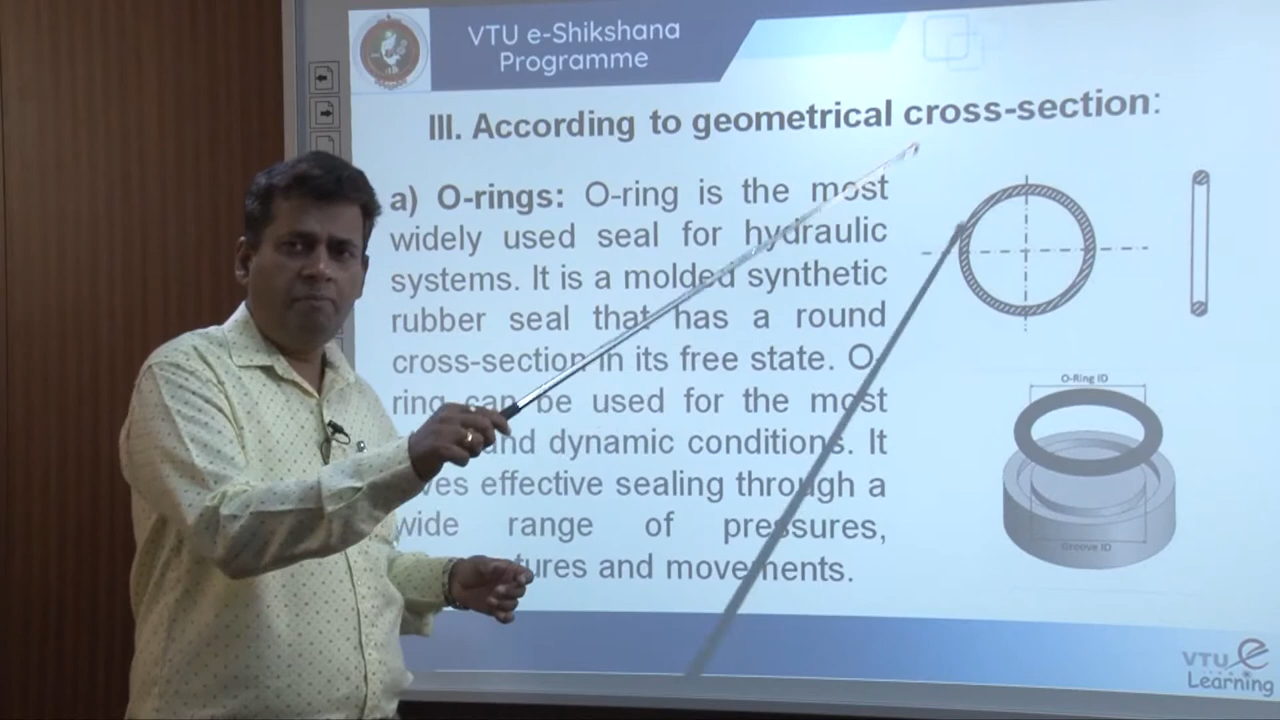 VTU e-Shikshana
Programme
III. According to geometrical cross-section:
a) O-rings: O-ring is the most
widely used seal for hydraulic
systems. It is a molded synthetic
rubber seal that has a round
cross-section in its free state. O-
ring can be used for the most
and dynamic conditions. It
effective sealing through a
wide range of pressures,
and movements.
O-Ring ID
Groove ID
VTU e
Learning